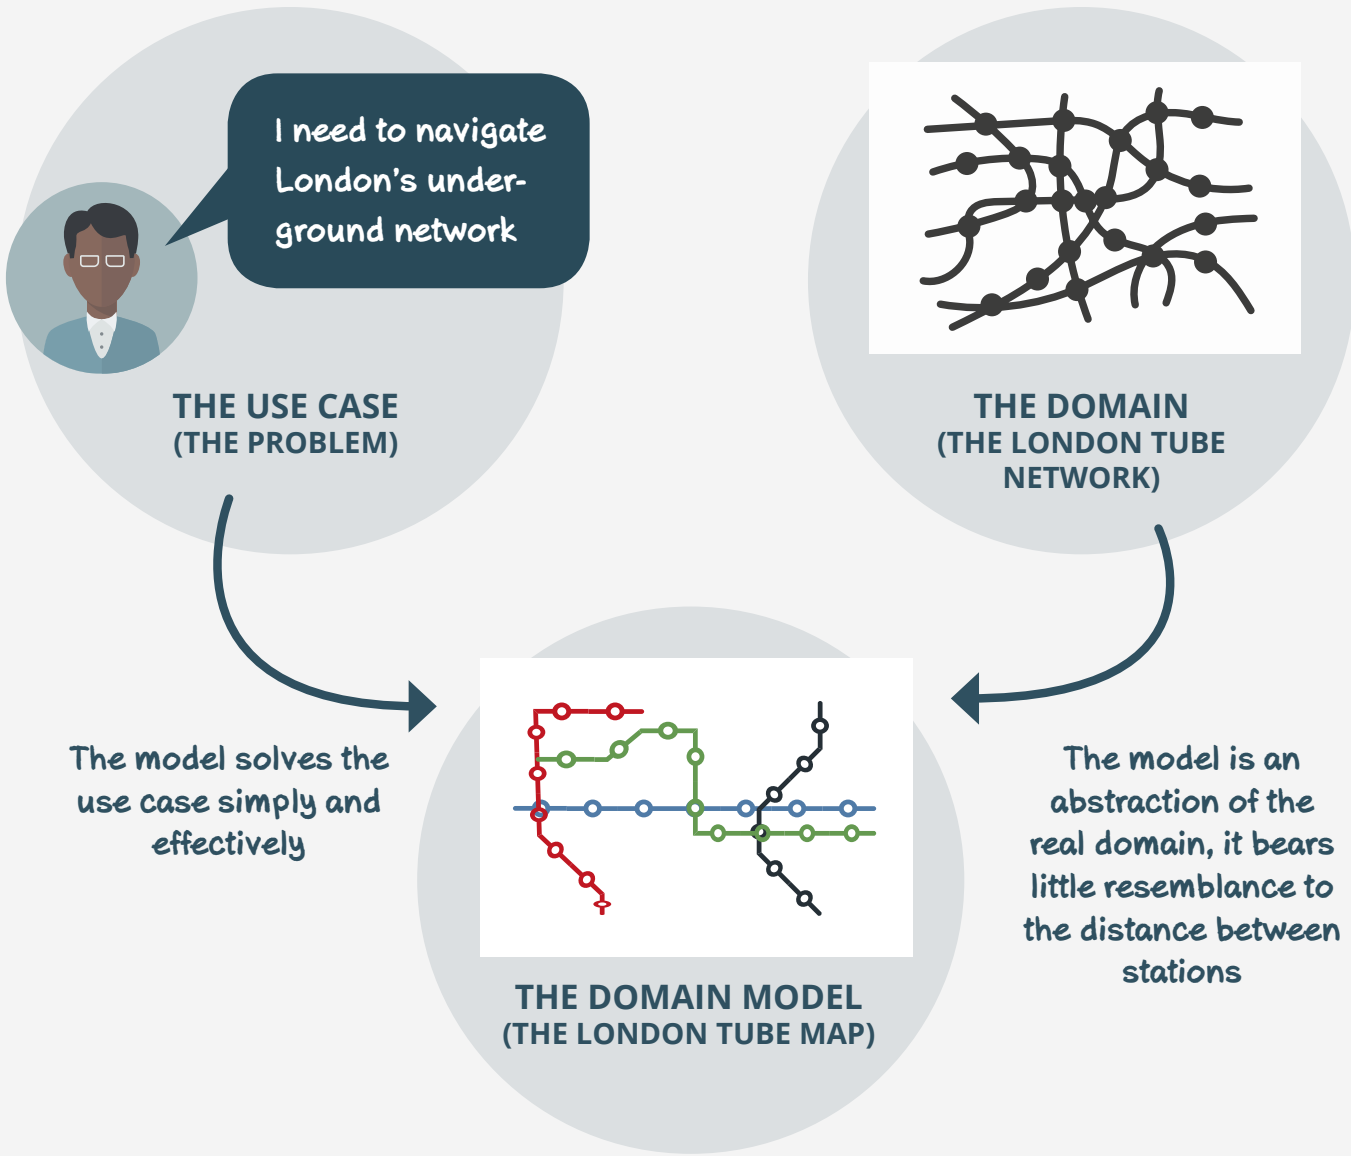 I need to navigate
London's under-
ground network
THE USE CASE
(THE PROBLEM)
THE DOMAIN
(THE LONDON TUBE
NETWORK)
The model solves the
use case simply and
effectively
The model is an
abstraction of the
real domain, it bears
little resemblance to
the distance between
stations
THE DOMAIN MODEL
(THE LONDON TUBE MAP)